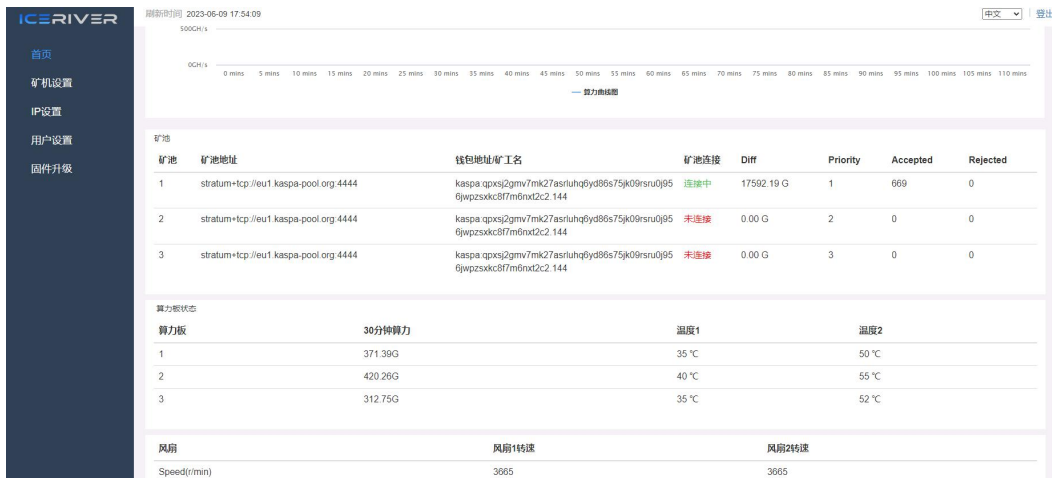 ICERIVER
刷新时间 2023-06-09 17:54:09
中文
登出
首页
矿机设置
IP设置
用户设置
固件升级
500GH/s
0GH/s
0 mins 5 mins 10 mins 15 mins 20 mins 25 mins 30 mins 35 mins 40 mins 45 mins 50 mins 55 mins 60 mins 65 mins 70 mins 75 mins 80 mins 85 mins 90 mins 95 mins 100 mins 105 mins 110 mins
算力曲线图
矿池
矿池 矿池地址 钱包地址/矿工名 矿池连接 Diff Priority Accepted Rejected
1 stratum+tcp://eu1.kaspa-pool.org:4444 kaspa:qpxsj2gmv7mk27asrluhq6yd86s75jk09rsru0j95 连接中 17592.19 G 1 669 0
6jwpzsxkc8f7m6nxt2c2.144
2 stratum+tcp://eu1.kaspa-pool.org:4444 kaspa:qpxsj2gmv7mk27asrluhq6yd86s75jk09rsru0j95 未连接 0.00 G 2 0 0
6jwpzsxkc8f7m6nxt2c2.144
3 stratum+tcp://eu1.kaspa-pool.org:4444 kaspa:qpxsj2gmv7mk27asrluhq6yd86s75jk09rsru0j95 未连接 0.00 G 3 0 0
6jwpzsxkc8f7m6nxt2c2.144
算力板状态
算力板 30分钟算力 温度1 温度2
1 371.39G 35 ℃ 50 ℃
2 420.26G 40 ℃ 55 ℃
3 312.75G 35 ℃ 52 ℃
风扇 风扇1转速 风扇2转速
Speed(r/min) 3665 3665